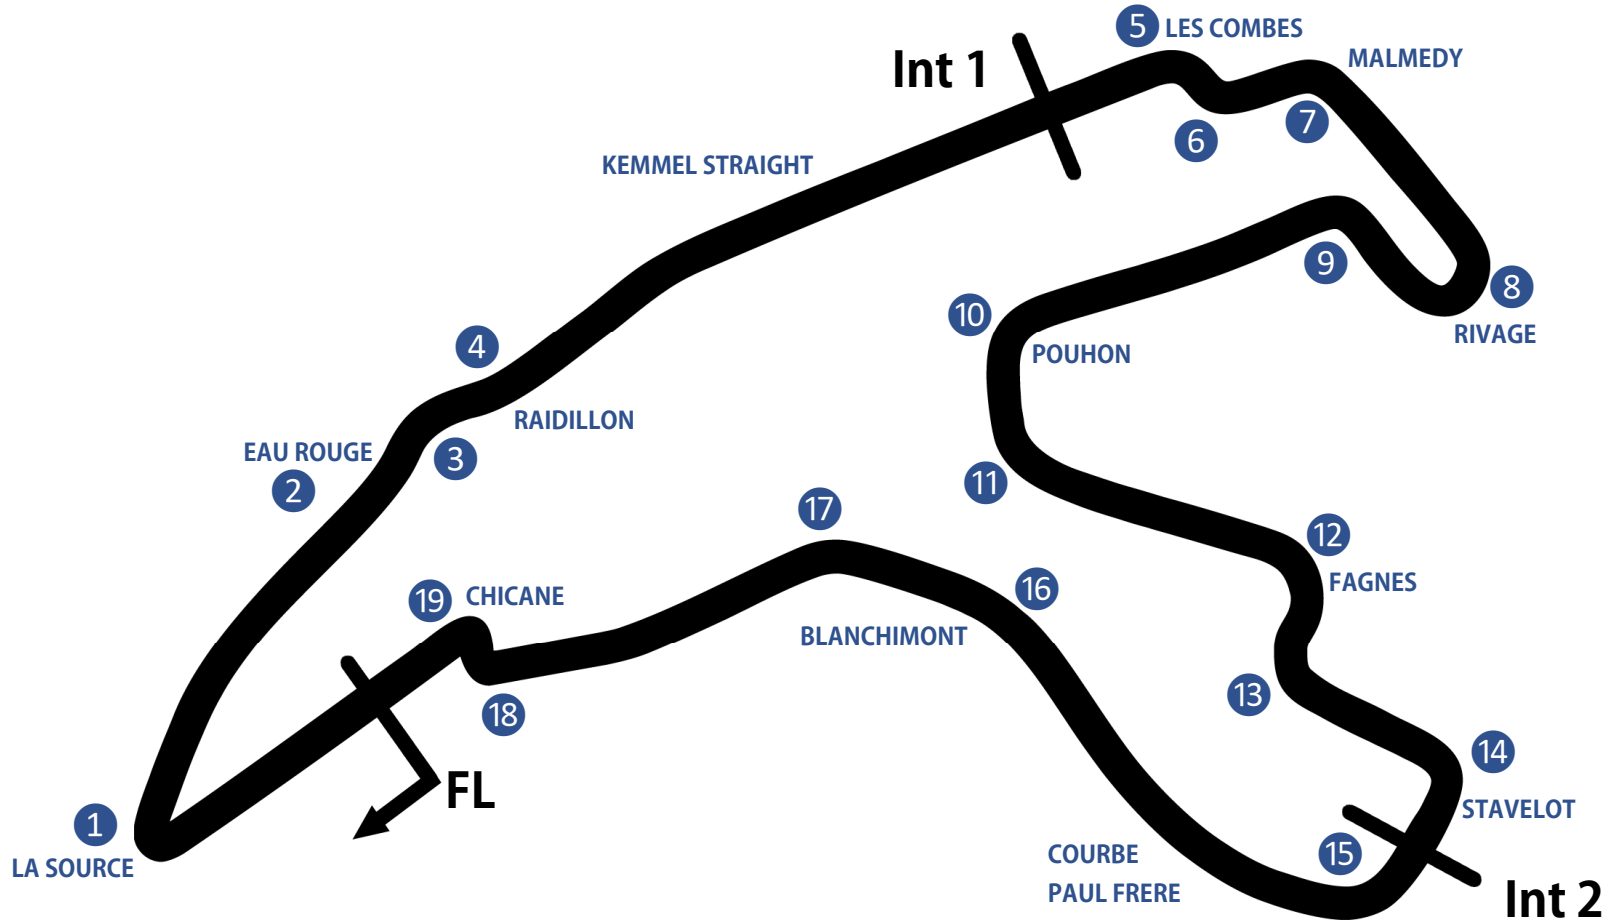 5 LES COMBES
MALMEDY
Int 1
7
6
KEMMEL STRAIGHT
9
8
RIVAGE
10
POUHON
4
RAIDILLON
EAU ROUGE
2
3
11
17
12
FAGNES
16
19 CHICANE
BLANCHIMONT
13
18
14
FL
STAVELOT
1
LA SOURCE
15
COURBE
PAUL FRERE
Int 2